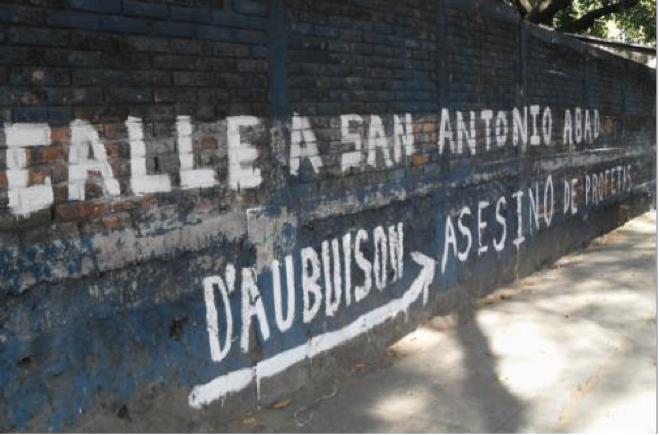 CALLE A SAN ANTONIO ABAD
D'AUBUISON ASESINO DE PROFETAS